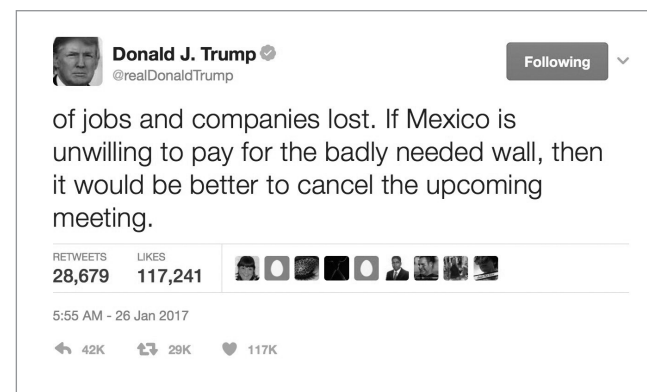 Donald J. Trump
@realDonaldTrump
Following
of jobs and companies lost. If Mexico is
unwilling to pay for the badly needed wall, then
it would be better to cancel the upcoming
meeting.
RETWEETS LIKES
28,679 117,241
5:55 AM - 26 Jan 2017
42K 29K 117K